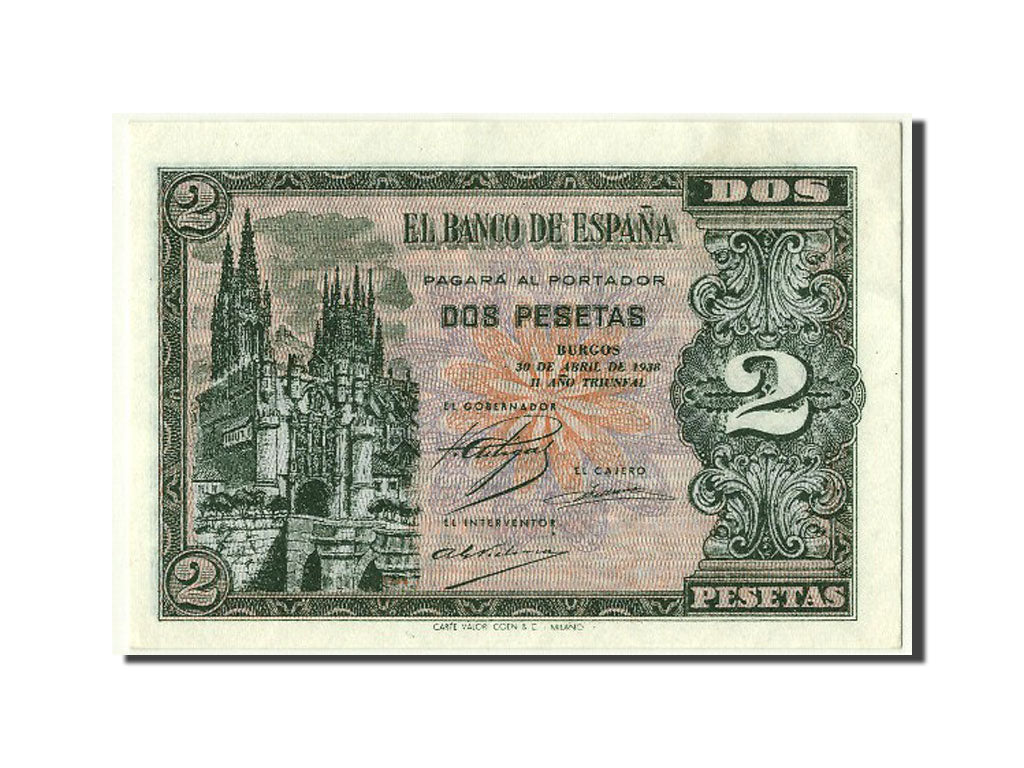 2
DOS
EL BANCO DE ESPAÑA
PAGARÁ AL PORTADOR
DOS PESETAS
BURGOS
30 DE ABRIL DE 1938
II AÑO TRIUNFAL
2
EL GOBERNADOR
EL CAJERO
EL INTERVENTOR
2
PESETAS
CARTE VALOR COEN & C. - MILANO -